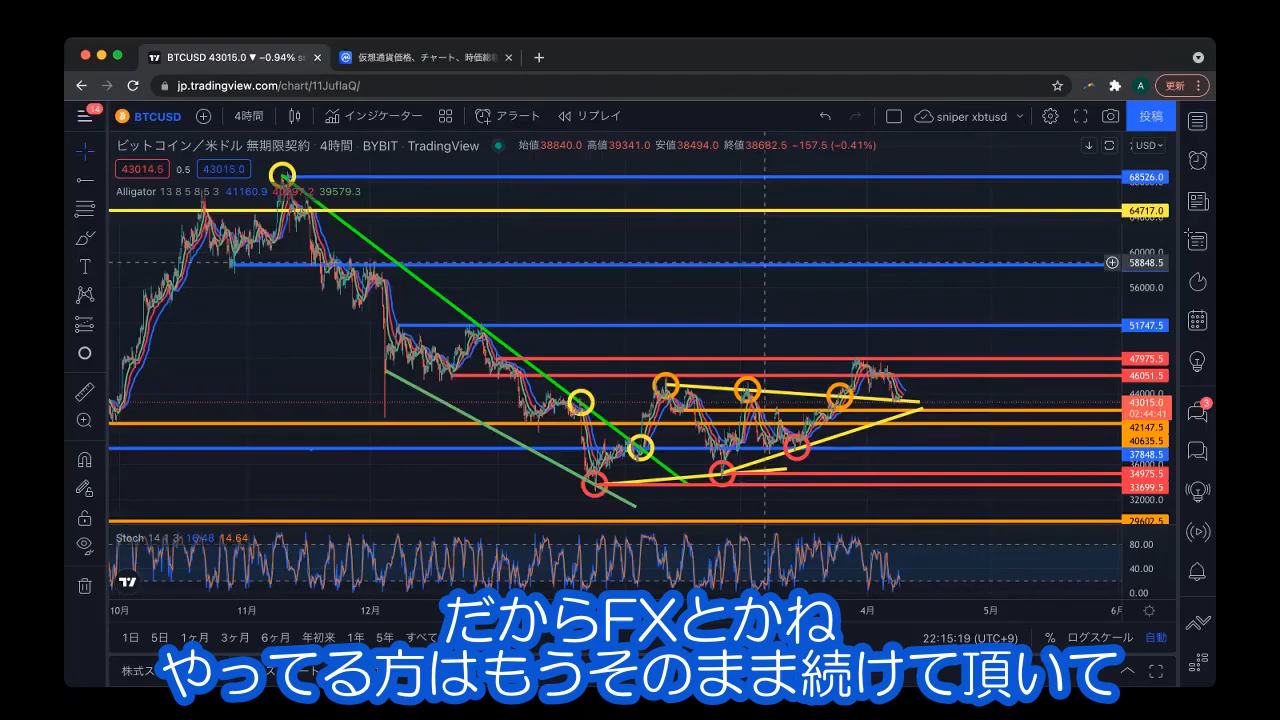 BTCUSD 43015.0 ▼ −0.94%
仮想通貨価格、チャート、時価総
jp.tradingview.com/chart/11JuflaQ/
更新
14
BTCUSD
4時間
インジケーター
アラート
リプレイ
sniper xbtusd
投稿
ビットコイン／米ドル 無期限契約 · 4時間 · BYBIT · TradingView
始値38840.0 高値39341.0 安値38494.0 終値38682.5 −157.5 (−0.41%)
USD
43014.5 0.5 43015.0
Alligator 13 8 5 8 5 3 41160.9 40297.2 39579.3
68526.0
64717.0
60000.0
58848.5
56000.0
51747.5
47975.5
46051.5
44000.0
43015.0
02:44:41
42147.5
40635.5
37848.5
36000.0
34975.5
33699.5
32000.0
29602.5
3
Stoch 14 1 3 16.48 14.64
80.00
40.00
0.00
10月 11月 12月 4月 5月
1日 5日 1ヶ月 3ヶ月 6ヶ月 年初来 1年 5年 すべて
22:15:19 (UTC+9) % ログスケール 自動
だからFXとかね
やってる方はもうそのまま続けて頂いて